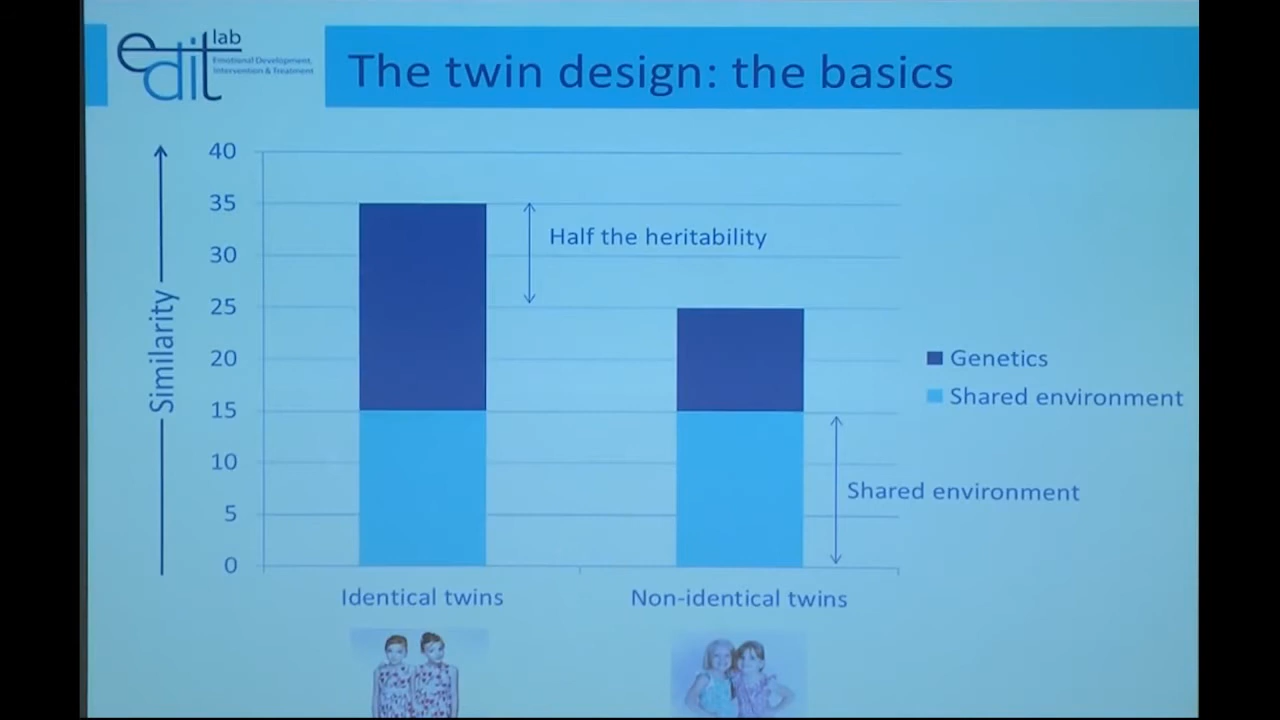 edit lab
Emotional Development,
Intervention & Treatment
The twin design: the basics
Similarity
40
35
30
25
20
15
10
5
0
Half the heritability
Genetics
Shared environment
Shared environment
Identical twins
Non-identical twins